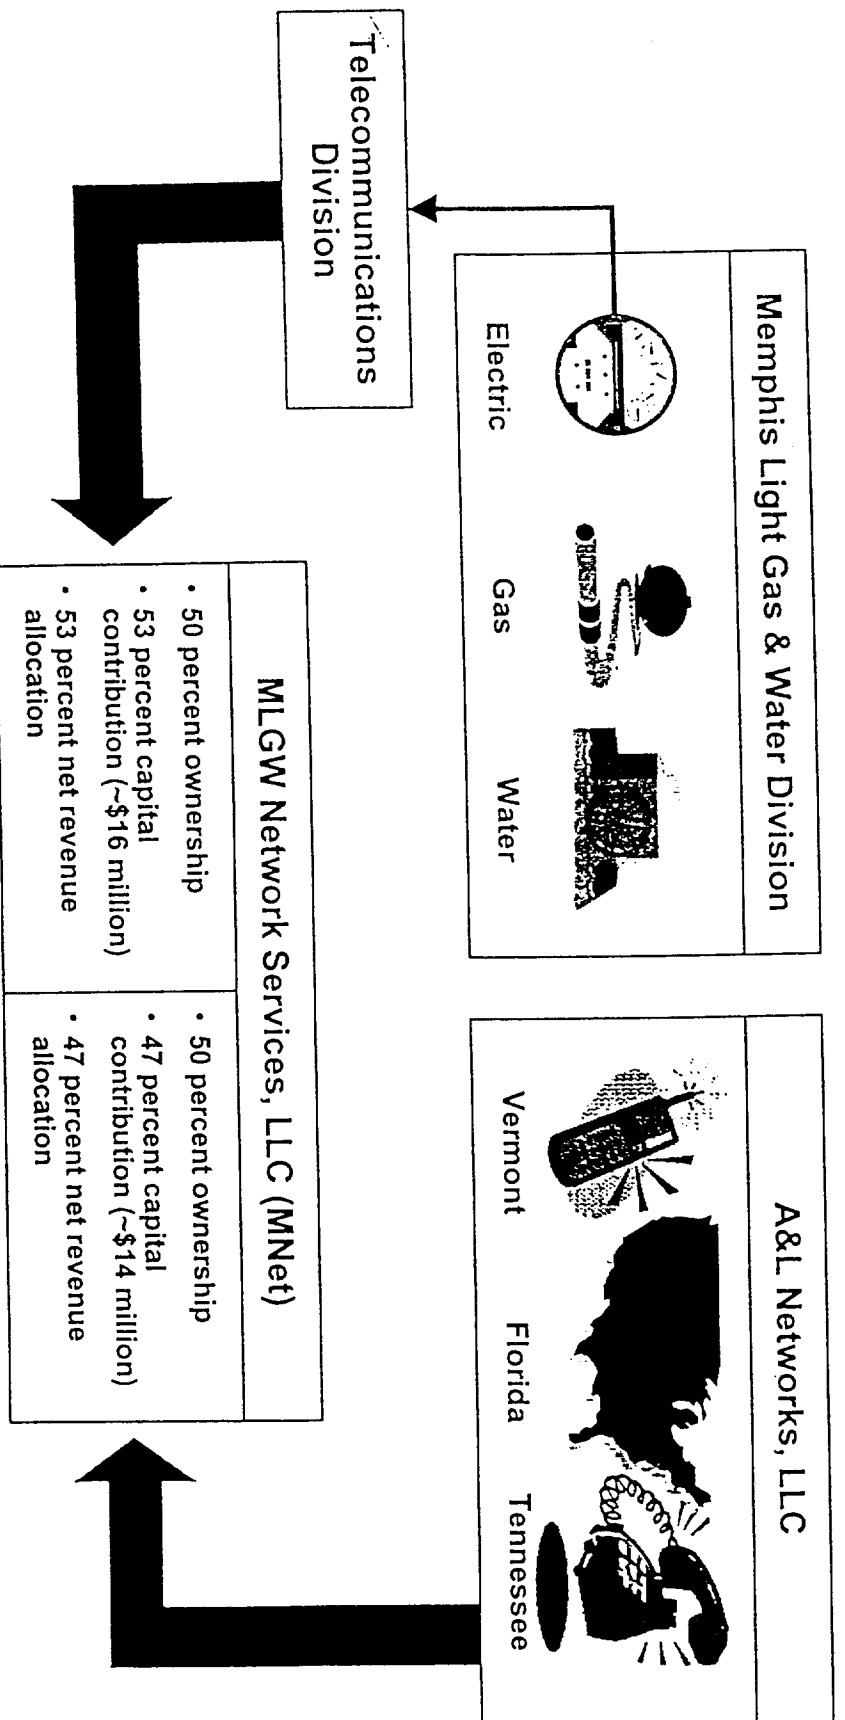 Memphis Light Gas & Water Division
Electric
Gas
Water
A&L Networks, LLC
Vermont
Florida
Tennessee
Telecommunications
Division
MLGW Network Services, LLC (MNet)
• 50 percent ownership
• 53 percent capital
contribution (~$16 million)
• 53 percent net revenue
allocation
• 50 percent ownership
• 47 percent capital
contribution (~$14 million)
• 47 percent net revenue
allocation